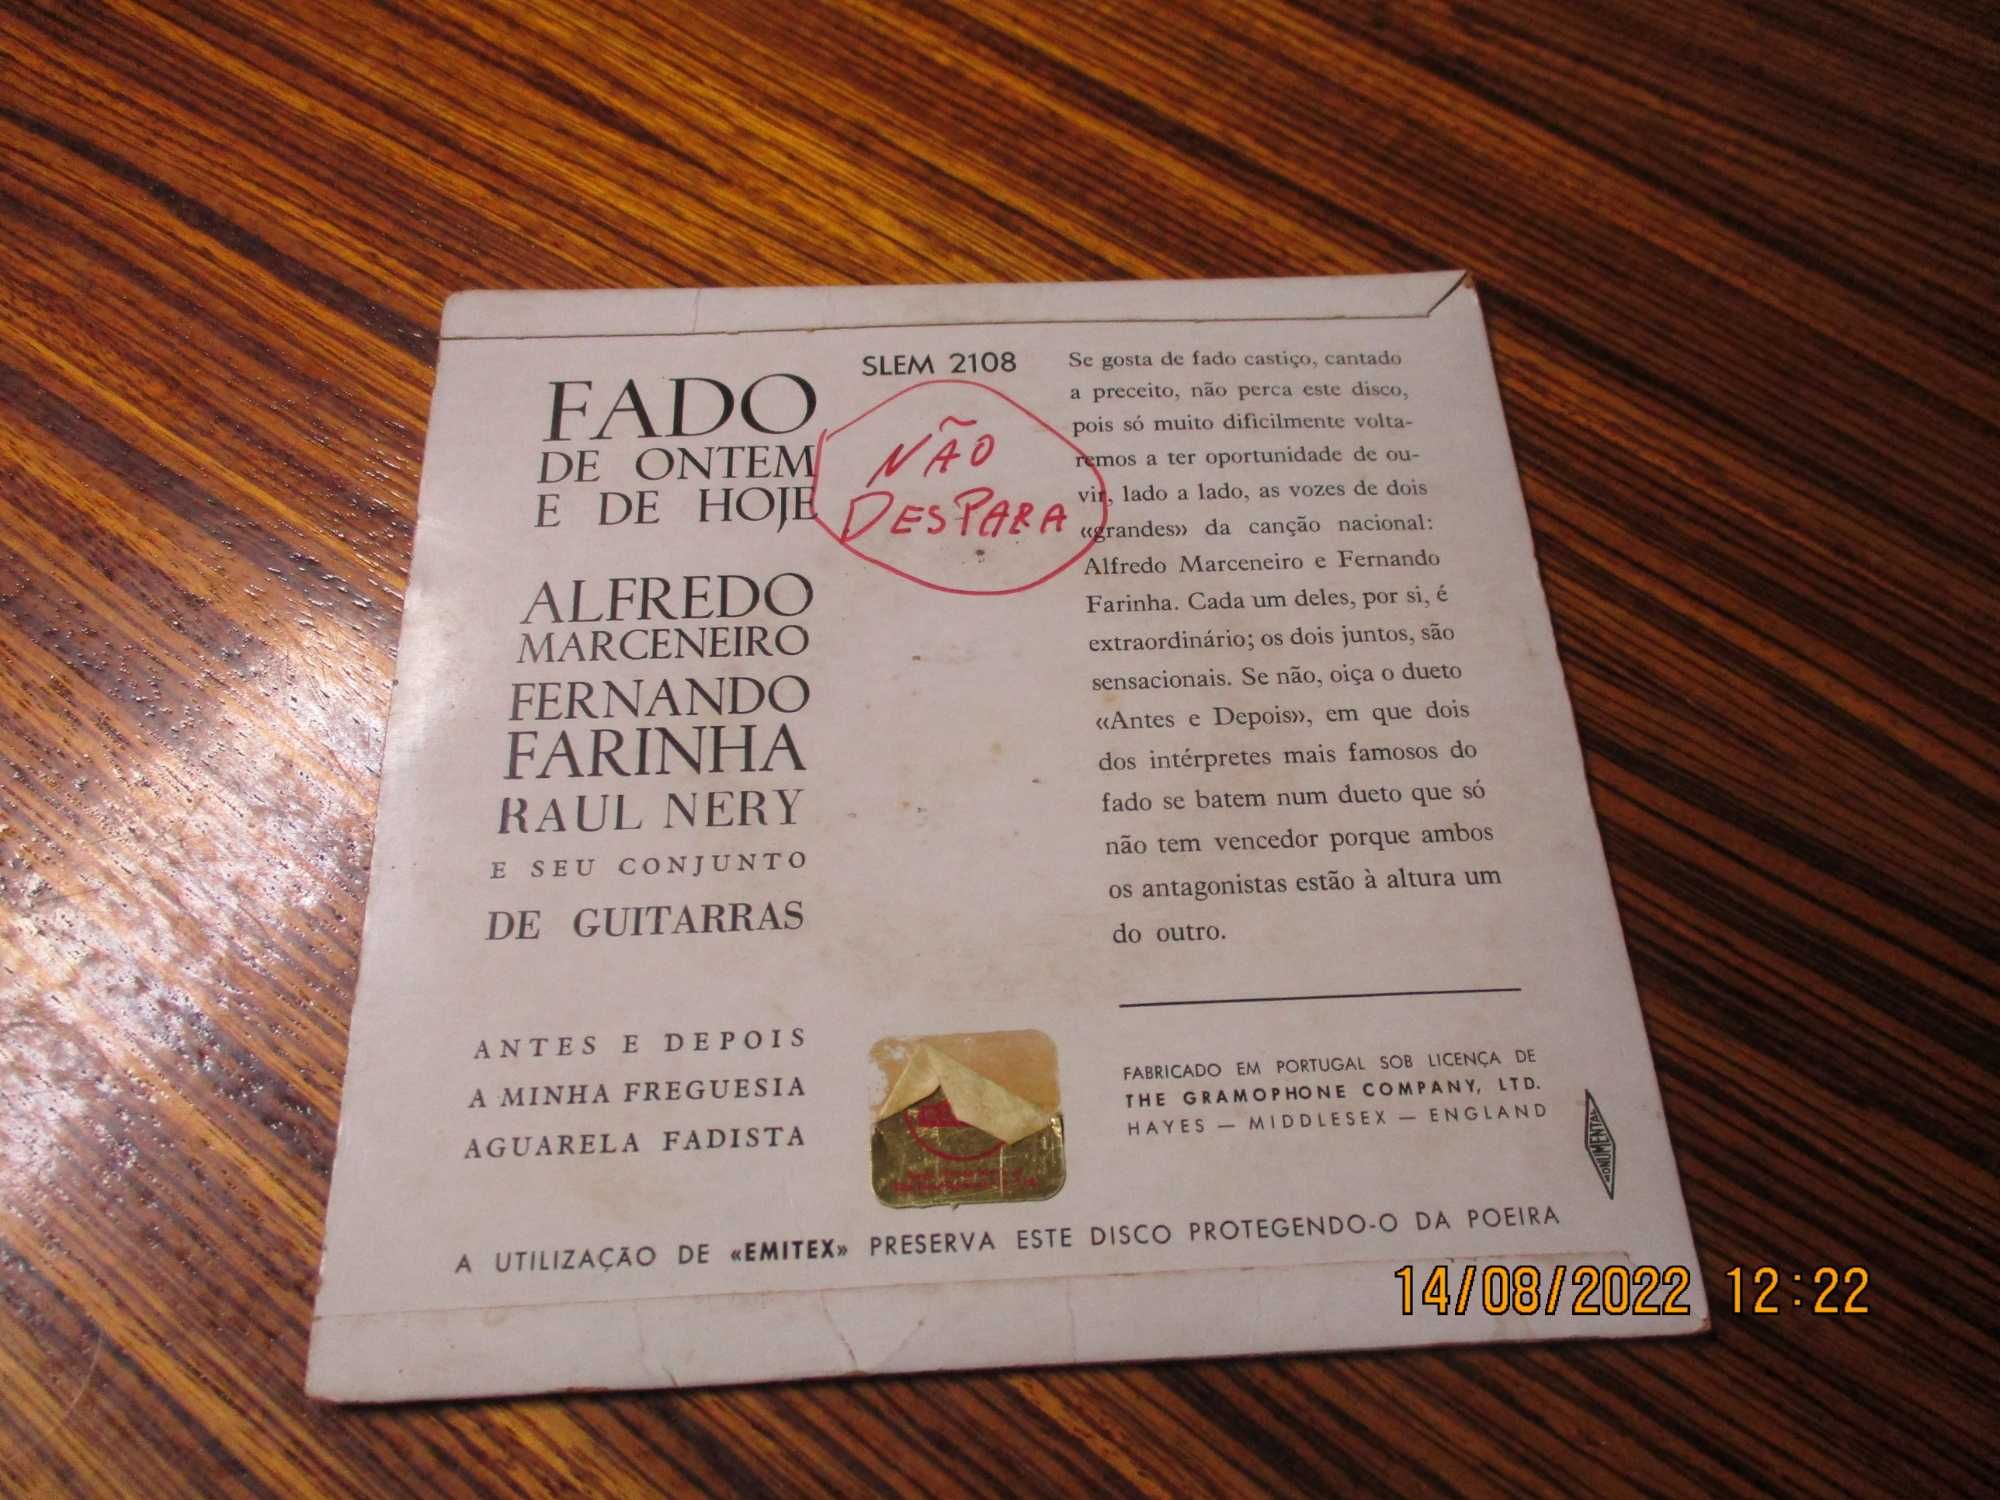 FADO
DE ONTEM
E DE HOJE
ALFREDO
MARCENEIRO
FERNANDO
FARINHA
RAUL NERY
E SEU CONJUNTO
DE GUITARRAS
ANTES E DEPOIS
A MINHA FREGUESIA
AGUARELA FADISTA
SLEM 2108
NÃO
DESPARA
Se gosta de fado castiço, cantado
a preceito, não perca este disco,
pois só muito dificilmente volta-
remos a ter oportunidade de ou-
vir, lado a lado, as vozes de dois
«grandes» da canção nacional:
Alfredo Marceneiro e Fernando
Farinha. Cada um deles, por si, é
extraordinário; os dois juntos, são
sensacionais. Se não, oiça o dueto
«Antes e Depois», em que dois
dos intérpretes mais famosos do
fado se batem num dueto que só
não tem vencedor porque ambos
os antagonistas estão à altura um
do outro.
FABRICADO EM PORTUGAL SOB LICENÇA DE
THE GRAMOPHONE COMPANY, LTD.
HAYES — MIDDLESEX — ENGLAND
MONUMENTAL
A UTILIZAÇÃO DE «EMITEX» PRESERVA ESTE DISCO PROTEGENDO-O DA POEIRA
14/08/2022 12:22